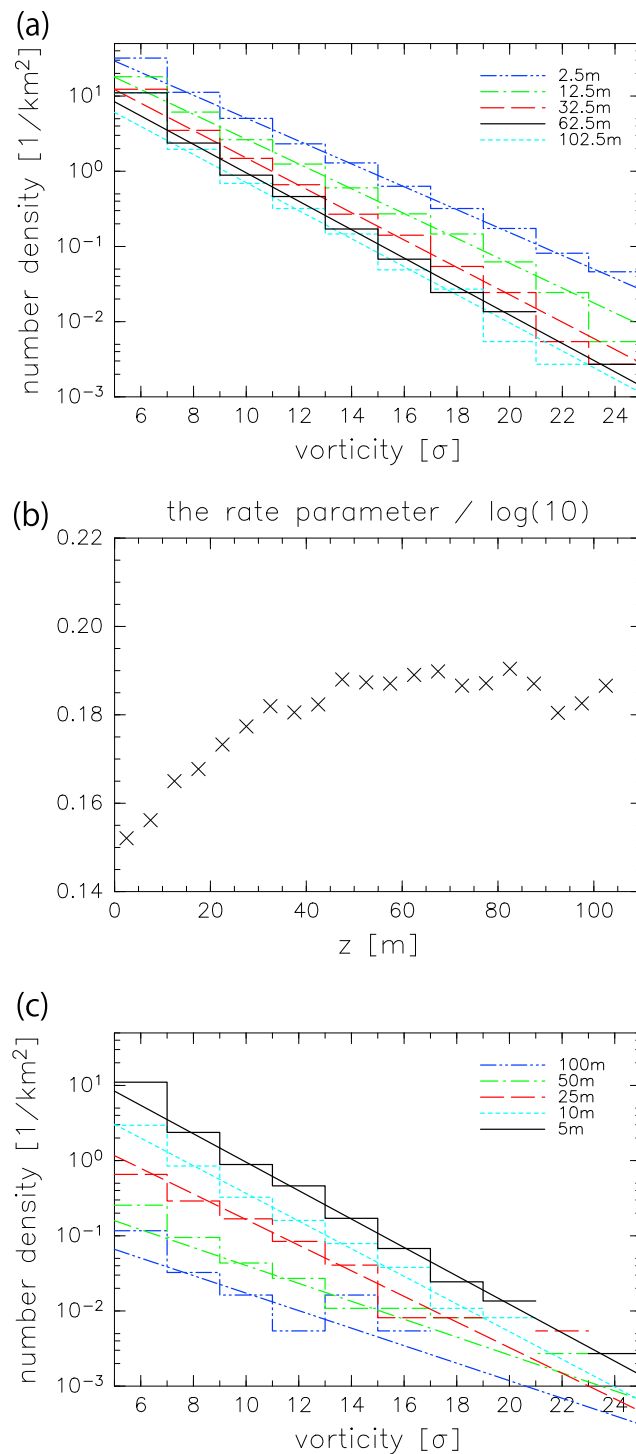 (a)
number density [1/km²]
10¹
10⁰
10⁻¹
10⁻²
10⁻³
2.5m
12.5m
32.5m
62.5m
102.5m
6 8 10 12 14 16 18 20 22 24
vorticity [σ]
(b)
the rate parameter / log(10)
0.22
0.20
0.18
0.16
0.14
0 20 40 60 80 100
z [m]
(c)
number density [1/km²]
10¹
10⁰
10⁻¹
10⁻²
10⁻³
100m
50m
25m
10m
5m
6 8 10 12 14 16 18 20 22 24
vorticity [σ]